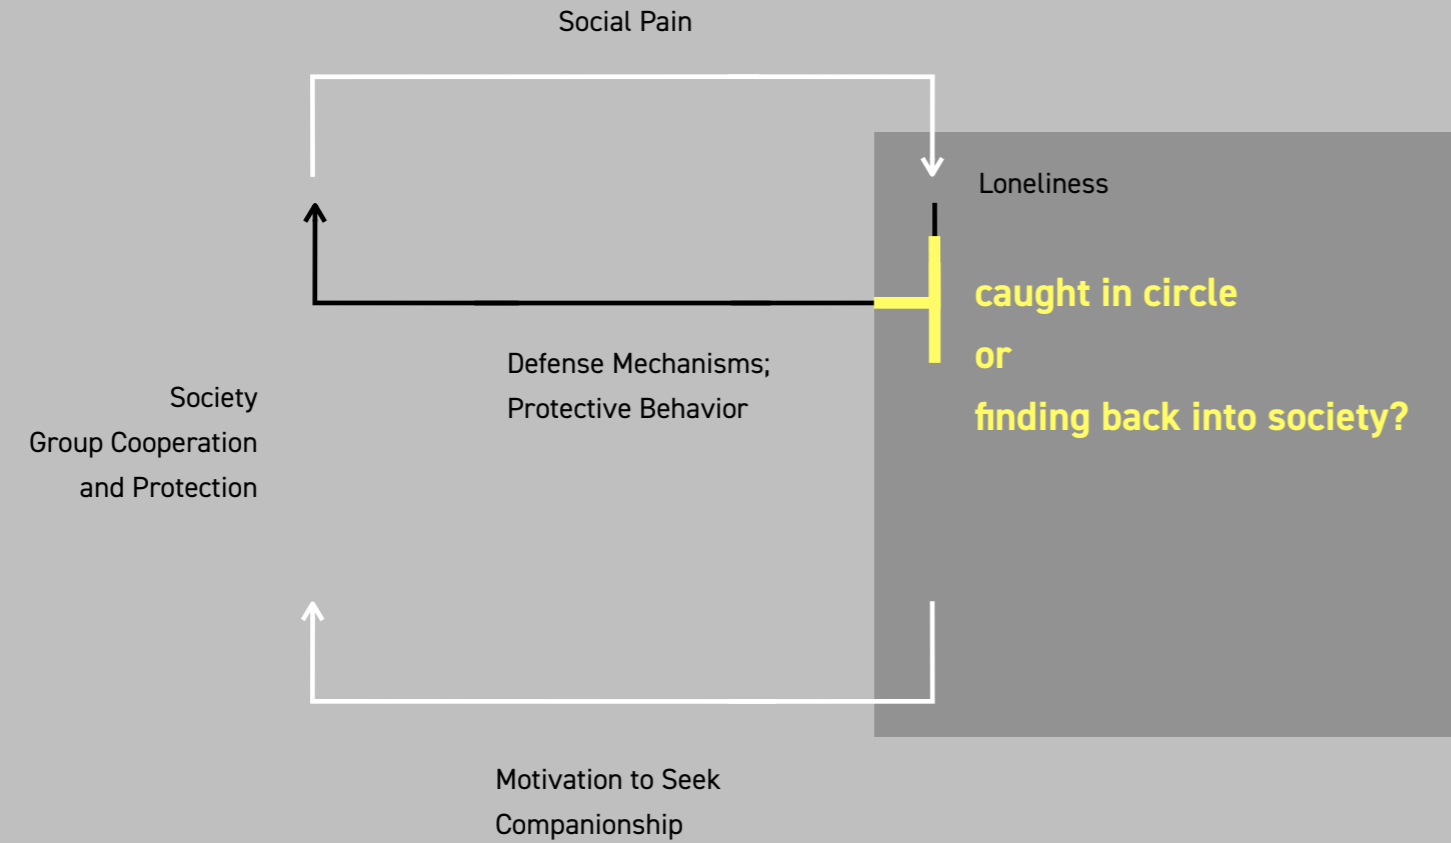 Social Pain
Loneliness
caught in circle
or
finding back into society?
Defense Mechanisms;
Protective Behavior
Society
Group Cooperation
and Protection
Motivation to Seek
Companionship